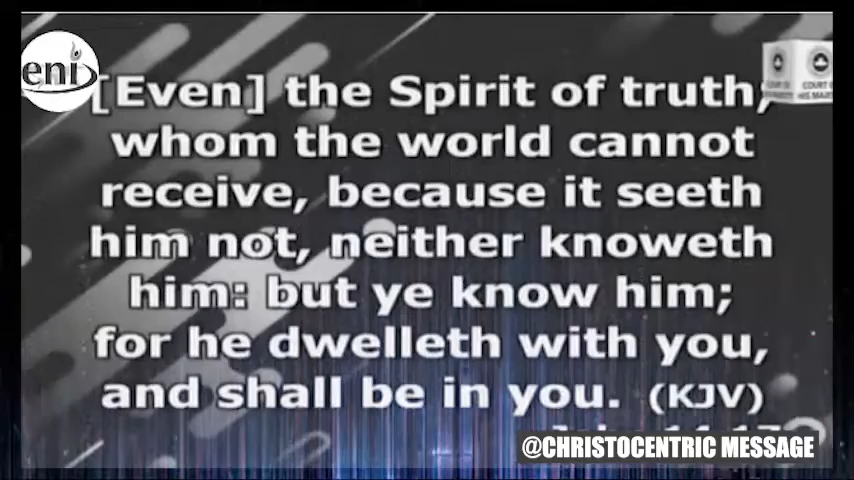 eni
[Even] the Spirit of truth,
whom the world cannot
receive, because it seeth
him not, neither knoweth
him: but ye know him;
for he dwelleth with you,
and shall be in you. (KJV)
@CHRISTOCENTRIC MESSAGE